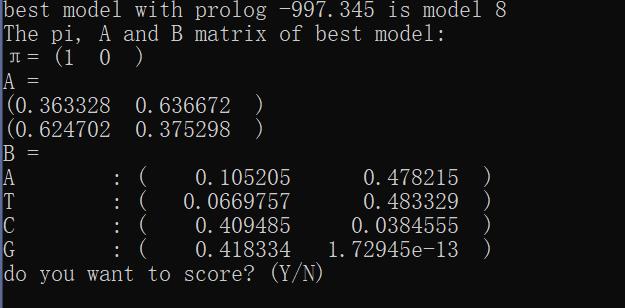 best model with prolog -997.345 is model 8
The pi, A and B matrix of best model:
π= (1 0 )
A =
(0.363328 0.636672 )
(0.624702 0.375298 )
B =
A : ( 0.105205 0.478215 )
T : ( 0.0669757 0.483329 )
C : ( 0.409485 0.0384555 )
G : ( 0.418334 1.72945e-13 )
do you want to score? (Y/N)